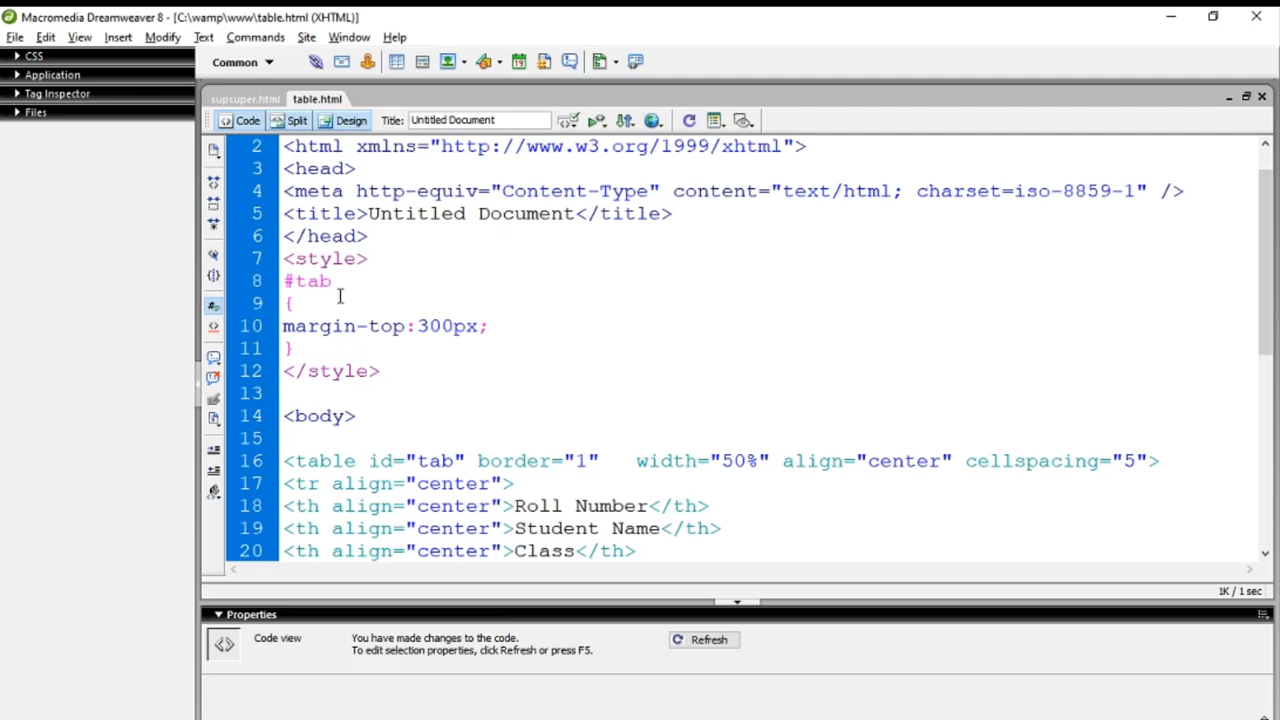 Macromedia Dreamweaver 8 - [C:\wamp\www\table.html (XHTML)]
File Edit View Insert Modify Text Commands Site Window Help
CSS
Application
Tag Inspector
Files
Common
supsuper.html table.html
Code Split Design Title: Untitled Document
2 <html xmlns="http://www.w3.org/1999/xhtml">
3 <head>
4 <meta http-equiv="Content-Type" content="text/html; charset=iso-8859-1" />
5 <title>Untitled Document</title>
6 </head>
7 <style>
8 #tab
9 {
10 margin-top:300px;
11 }
12 </style>
13
14 <body>
15
16 <table id="tab" border="1"   width="50%" align="center" cellspacing="5">
17 <tr align="center">
18 <th align="center">Roll Number</th>
19 <th align="center">Student Name</th>
20 <th align="center">Class</th>
1K / 1 sec
Properties
Code view
You have made changes to the code.
To edit selection properties, click Refresh or press F5.
Refresh